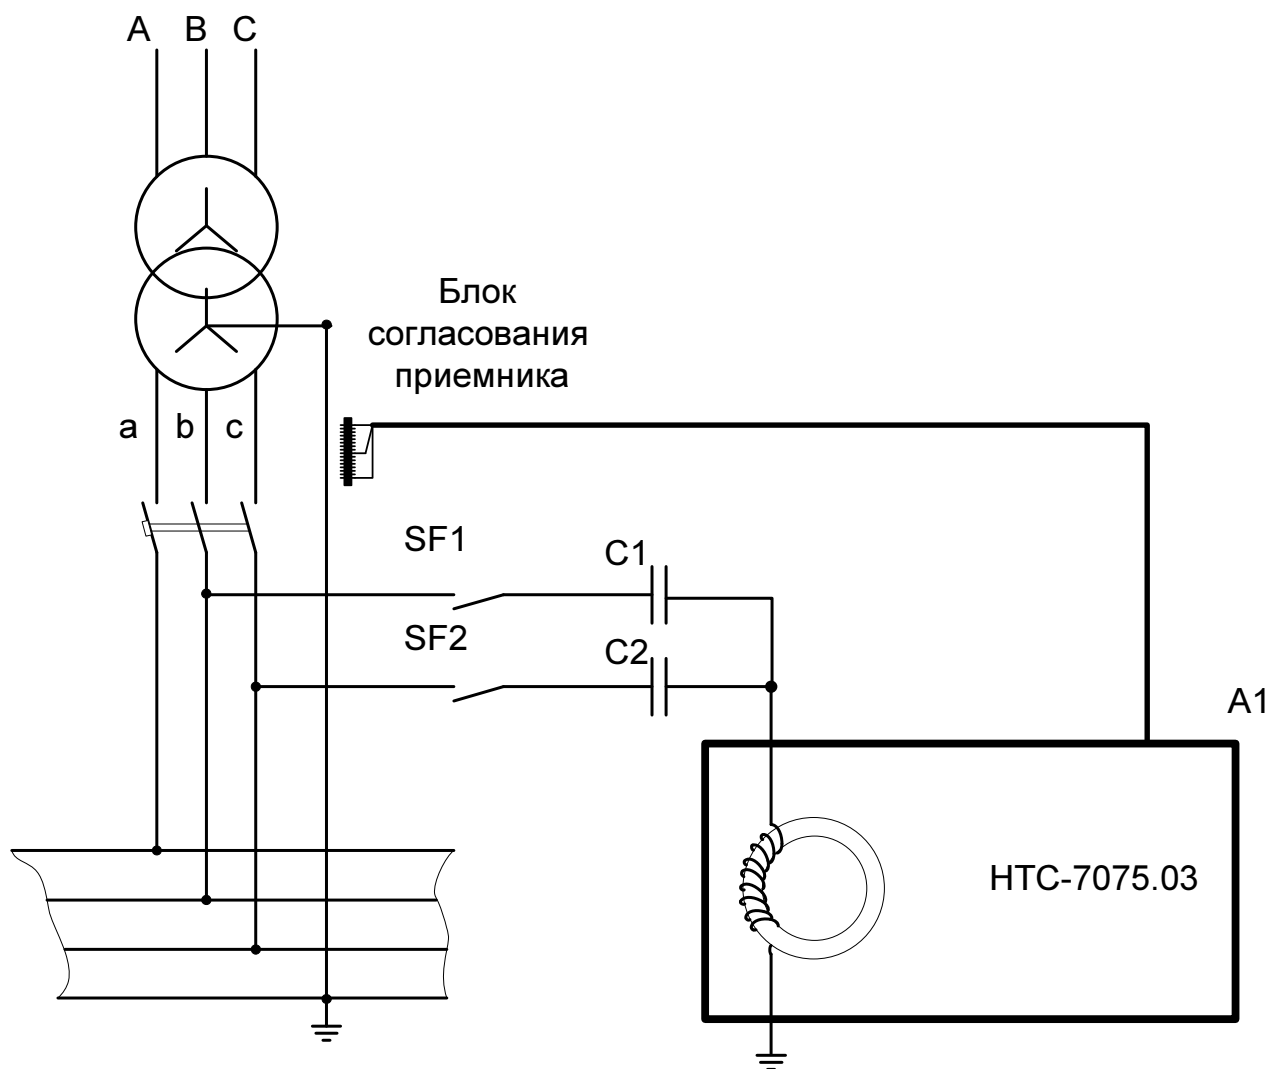 A B C
Блок
согласования
приемника
a b c
SF1
C1
SF2
C2
A1
НТС-7075.03